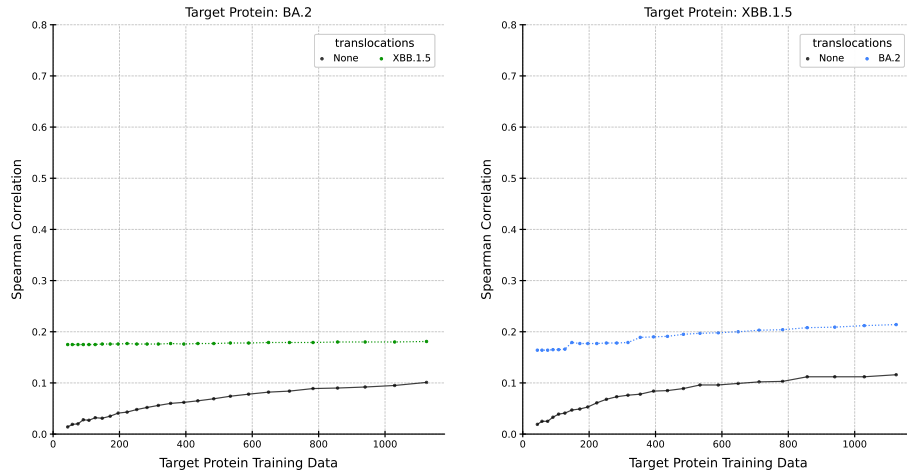 Target Protein: BA.2
translocations
None XBB.1.5
Spearman Correlation
0.8
0.7
0.6
0.5
0.4
0.3
0.2
0.1
0.0
0 200 400 600 800 1000
Target Protein Training Data
Target Protein: XBB.1.5
translocations
None BA.2
Spearman Correlation
0.8
0.7
0.6
0.5
0.4
0.3
0.2
0.1
0.0
0 200 400 600 800 1000
Target Protein Training Data